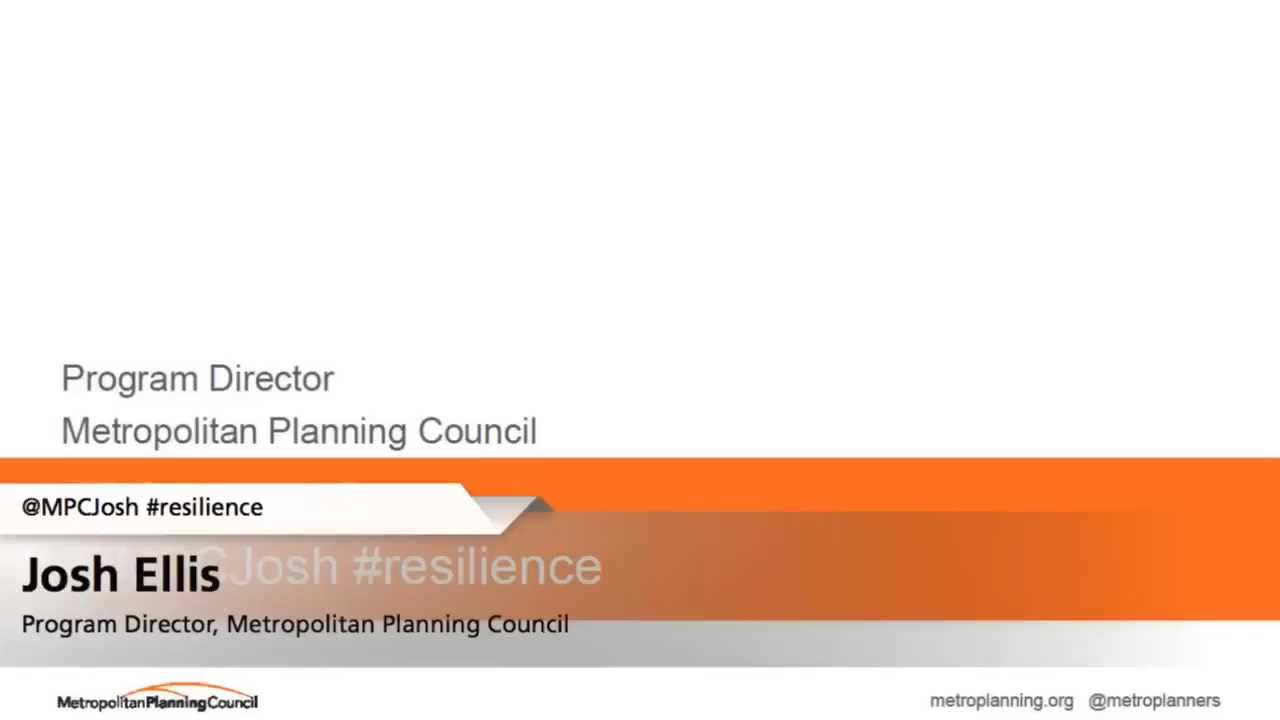 Program Director
Metropolitan Planning Council
@MPCJosh #resilience
CJosh #resilience
Josh Ellis
Program Director, Metropolitan Planning Council
MetropolitanPlanningCouncil
metroplanning.org @metroplanners